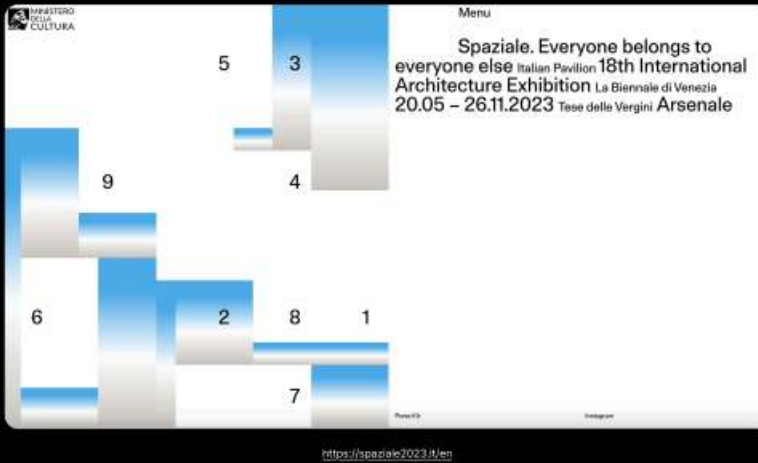 MINISTERO
DELLA
CULTURA
Menu
Spaziale. Everyone belongs to
everyone else Italian Pavilion 18th International
Architecture Exhibition La Biennale di Venezia
20.05 – 26.11.2023 Tese delle Vergini Arsenale
5 3
9 4
6 2 8 1
7
Press Kit Instagram
https://spaziale2023.it/en